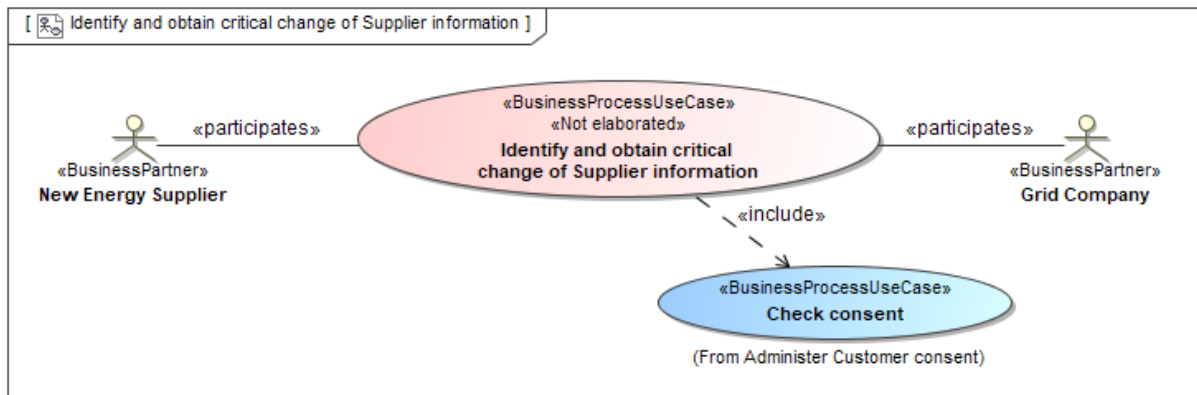 [ Identify and obtain critical change of Supplier information ]
«BusinessProcessUseCase»
«Not elaborated»
Identify and obtain critical
change of Supplier information
«participates»
«participates»
«BusinessPartner»
New Energy Supplier
«BusinessPartner»
Grid Company
«include»
«BusinessProcessUseCase»
Check consent
(From Administer Customer consent)